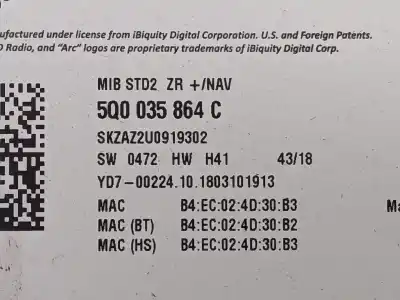 ufactured under license from iBiquity Digital Corporation. U.S. and Foreign Patents.
Radio, and “Arc” logos are proprietary trademarks of iBiquity Digital Corp.
MIB STD2 ZR +/NAV
5Q0 035 864 C
SKZAZ2U0919302
SW 0472 HW H41 43/18
YD7-00224.10.1803101913
MAC B4:EC:02:4D:30:B3 Ma
MAC (BT) B4:EC:02:4D:30:B2
MAC (HS) B4:EC:02:4D:30:B3